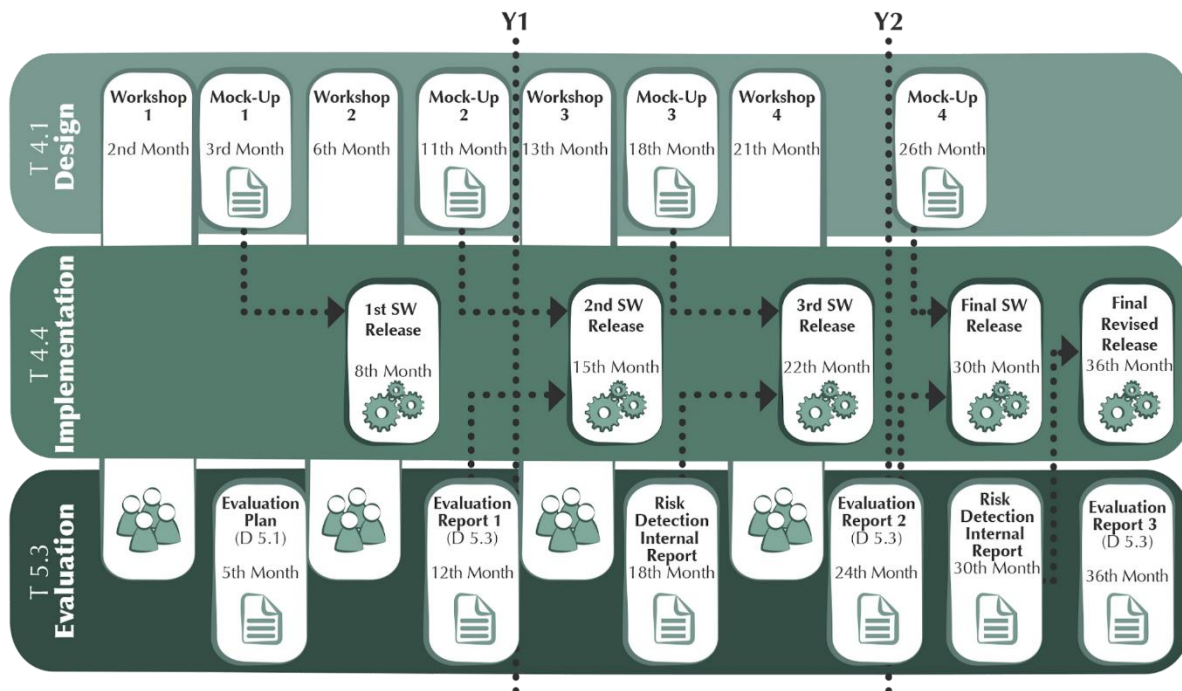 Y1
Y2
T 4.1
Design
Workshop
1
2nd Month
Mock-Up
1
3rd Month
Workshop
2
6th Month
Mock-Up
2
11th Month
Workshop
3
13th Month
Mock-Up
3
18th Month
Workshop
4
21th Month
Mock-Up
4
26th Month
T 4.4
Implementation
1st SW
Release
8th Month
2nd SW
Release
15th Month
3rd SW
Release
22th Month
Final SW
Release
30th Month
Final
Revised
Release
36th Month
T 5.3
Evaluation
Evaluation
Plan
(D 5.1)
5th Month
Evaluation
Report 1
(D 5.3)
12th Month
Risk
Detection
Internal
Report
18th Month
Evaluation
Report 2
(D 5.3)
24th Month
Risk
Detection
Internal
Report
30th Month
Evaluation
Report 3
(D 5.3)
36th Month